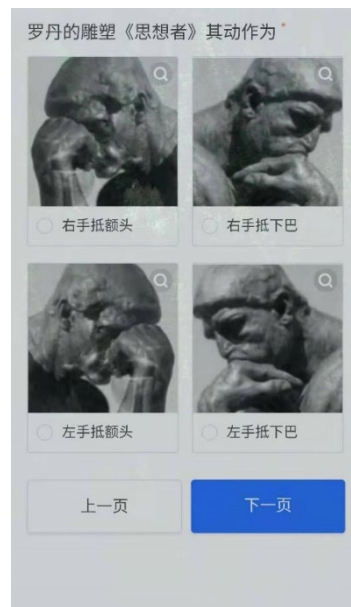 罗丹的雕塑《思想者》其动作为 *
右手抵额头
右手抵下巴
左手抵额头
左手抵下巴
上一页
下一页